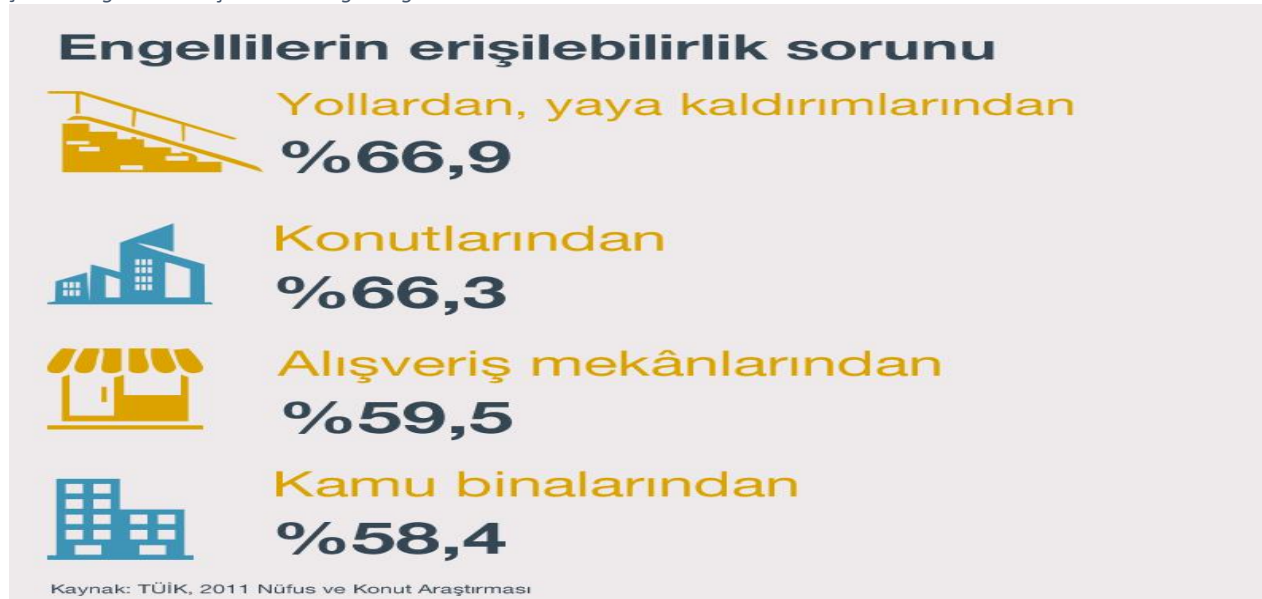 Engellilerin erişilebilirlik sorunu
Yollardan, yaya kaldırımlarından
%66,9
Konutlarından
%66,3
Alışveriş mekânlarından
%59,5
Kamu binalarından
%58,4
Kaynak: TÜİK, 2011 Nüfus ve Konut Araştırması